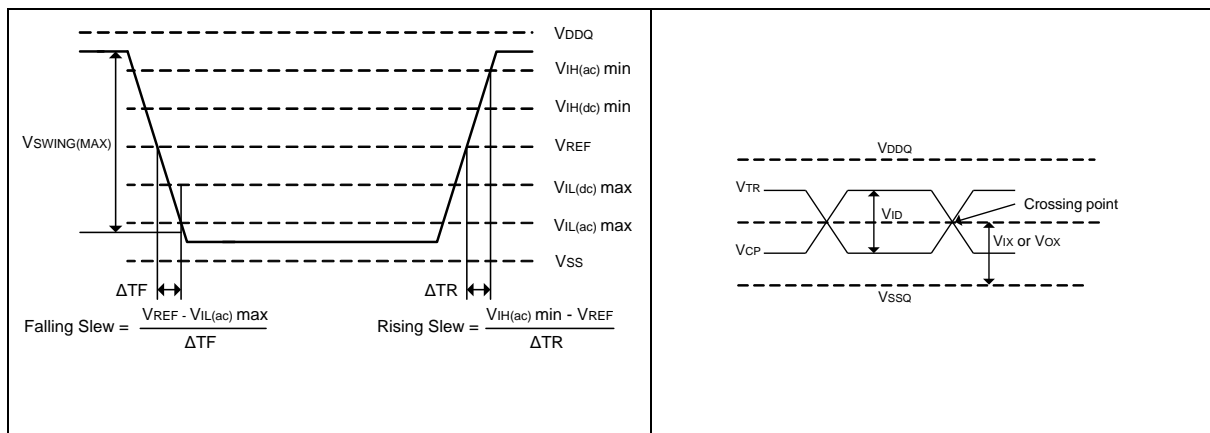 VDDQ
VIH(ac) min
VIH(dc) min
VSWING(MAX)
VREF
VIL(dc) max
VIL(ac) max
VSS
ΔTF
ΔTR
Falling Slew = VREF - VIL(ac) max
ΔTF
Rising Slew = VIH(ac) min - VREF
ΔTR
VDDQ
VTR
VID
Crossing point
VIX or VOX
VCP
VSSQ